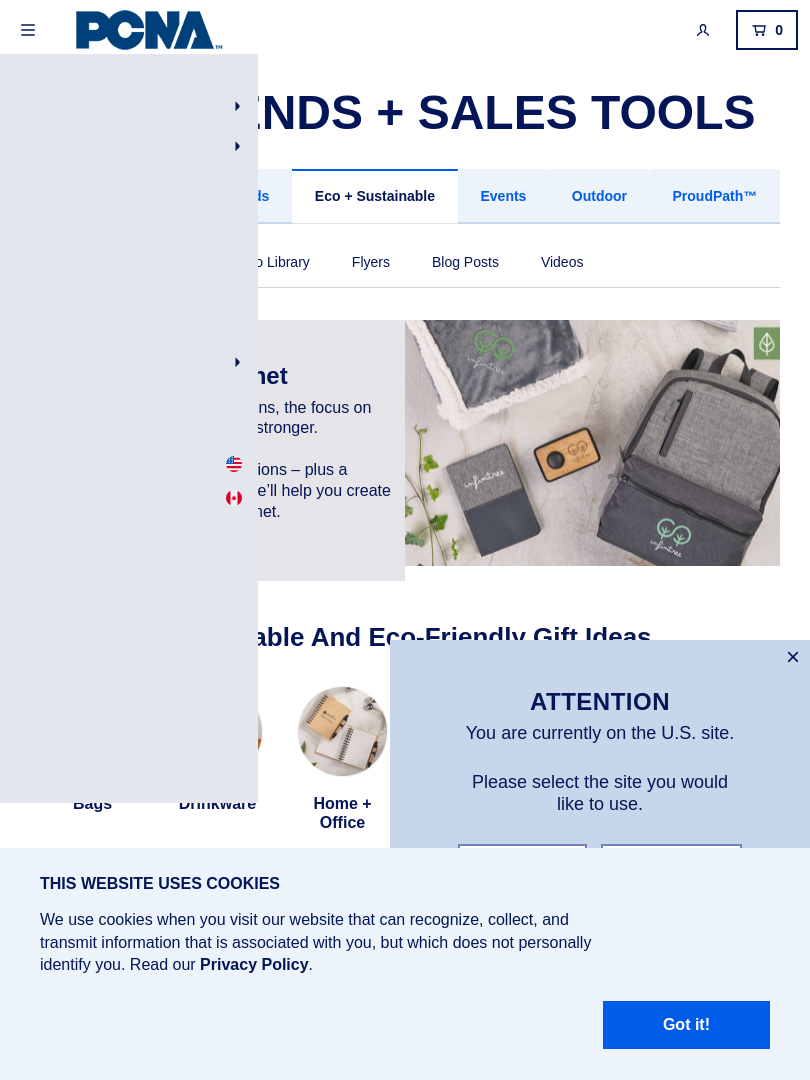 PCNA™
0
ENDS + SALES TOOLS
ds
Eco + Sustainable
Events
Outdoor
ProudPath™
o Library
Flyers
Blog Posts
Videos
net
ns, the focus on
stronger.
ions – plus a
e'll help you create
net.
infinitree
infinitree
infinitree
able And Eco-Friendly Gift Ideas
ATTENTION
You are currently on the U.S. site.
Please select the site you would
like to use.
Bags
Drinkware
Home +
Office
THIS WEBSITE USES COOKIES
We use cookies when you visit our website that can recognize, collect, and
transmit information that is associated with you, but which does not personally
identify you. Read our Privacy Policy.
Got it!